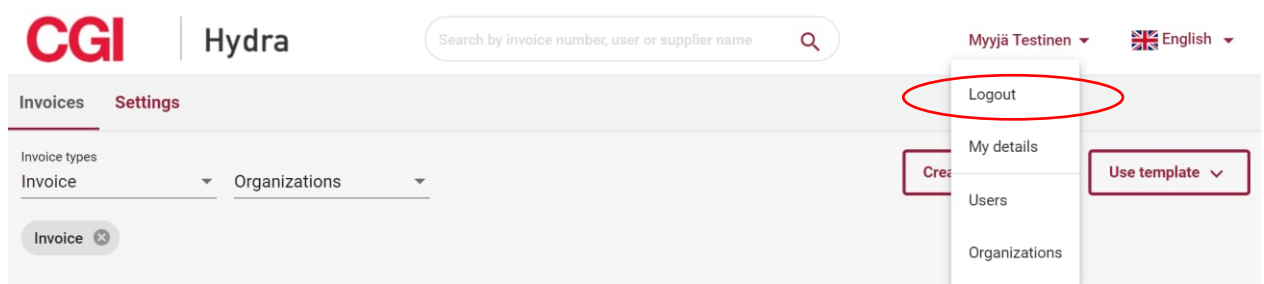 CGI Hydra Search by invoice number, user or supplier name Myyjä Testinen English
Invoices Settings Logout
Invoice types My details
Invoice Organizations Crea Use template
Users
Invoice
Organizations